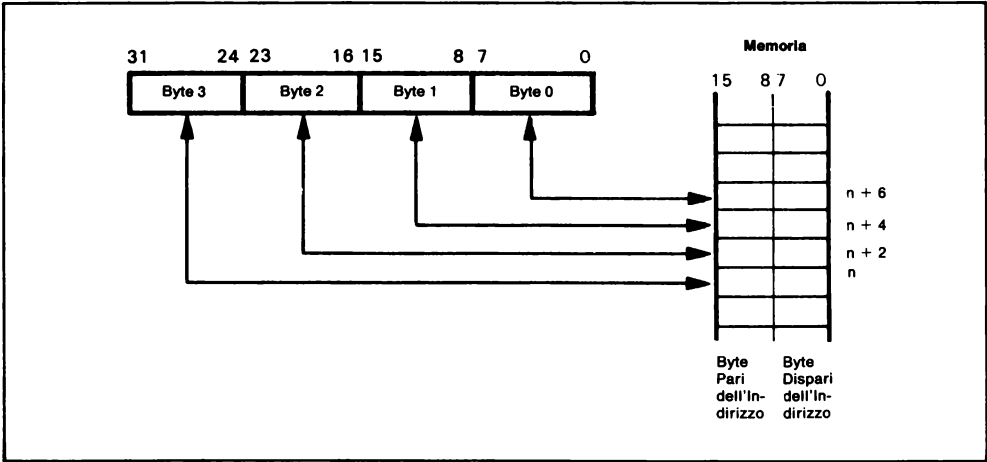 Memoria
31 24 23 16 15 8 7 0
15 8 7 0
Byte 3 Byte 2 Byte 1 Byte 0
n + 6
n + 4
n + 2
n
Byte
Pari
dell'In-
dirizzo
Byte
Dispari
dell'In-
dirizzo